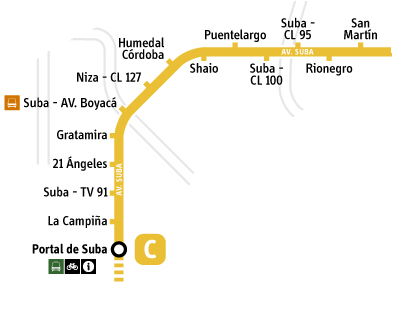 Suba -
CL 95
San
Martín
Puentelargo
Humedal
Córdoba
AV. SUBA
Shaio
Suba -
CL 100
Rionegro
Niza - CL 127
Suba - AV. Boyacá
Gratamira
21 Ángeles
AV. SUBA
Suba - TV 91
La Campiña
Portal de Suba
C
i